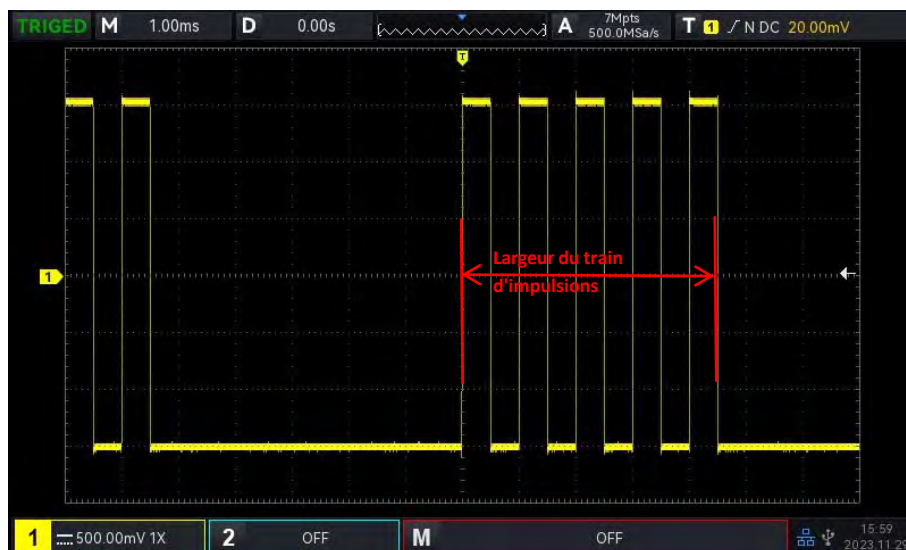 TRIGED M 1.00ms D 0.00s A 7Mpts 500.0MSa/s T 1 N DC 20.00mV
T
1
Largeur du train
d'impulsions
1 500.00mV 1X 2 OFF M OFF 15:59
2023.11.29